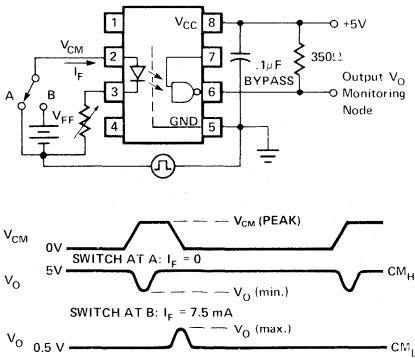 1
V_CC 8
+5V
V_CM
2
7
350Ω
A
B
I_F
.1µF
BYPASS
Output V_O
Monitoring
Node
V_FF
3
6
4
GND 5
V_CM (PEAK)
V_CM 0V
SWITCH AT A: I_F = 0
V_O 5V
CM_H
V_O (min.)
SWITCH AT B: I_F = 7.5 mA
V_O (max.)
V_O 0.5 V
CM_L